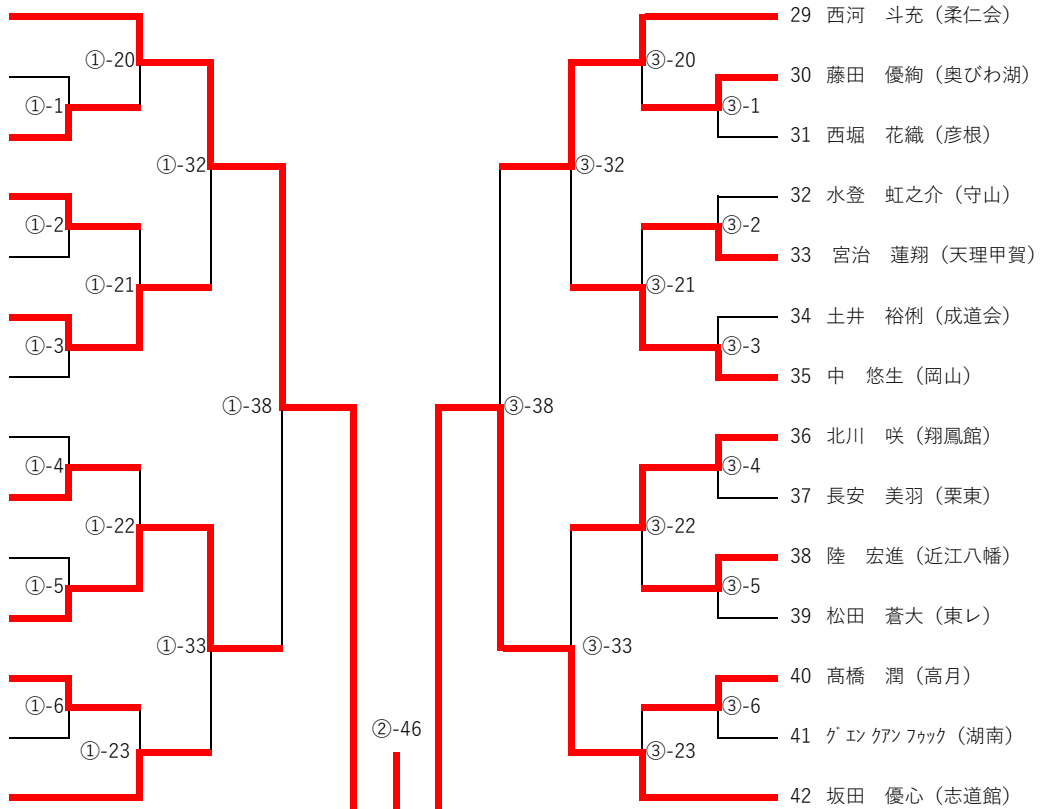 29 西河 斗充（柔仁会）
①-20
③-20
30 藤田 優絢（奥びわ湖）
①-1
③-1
31 西堀 花織（彦根）
①-32
③-32
32 水登 虹之介（守山）
①-2
③-2
33 宮治 蓮翔（天理甲賀）
①-21
③-21
34 土井 裕俐（成道会）
①-3
③-3
35 中 悠生（岡山）
①-38
③-38
36 北川 咲（翔鳳館）
①-4
③-4
37 長安 美羽（栗東）
①-22
③-22
38 陸 宏進（近江八幡）
①-5
③-5
39 松田 蒼大（東レ）
①-33
③-33
40 髙橋 潤（高月）
①-6
③-6
②-46
41 ｸﾞｴﾝ ｸｱﾝ ﾌｩｯｸ（湖南）
①-23
③-23
42 坂田 優心（志道館）